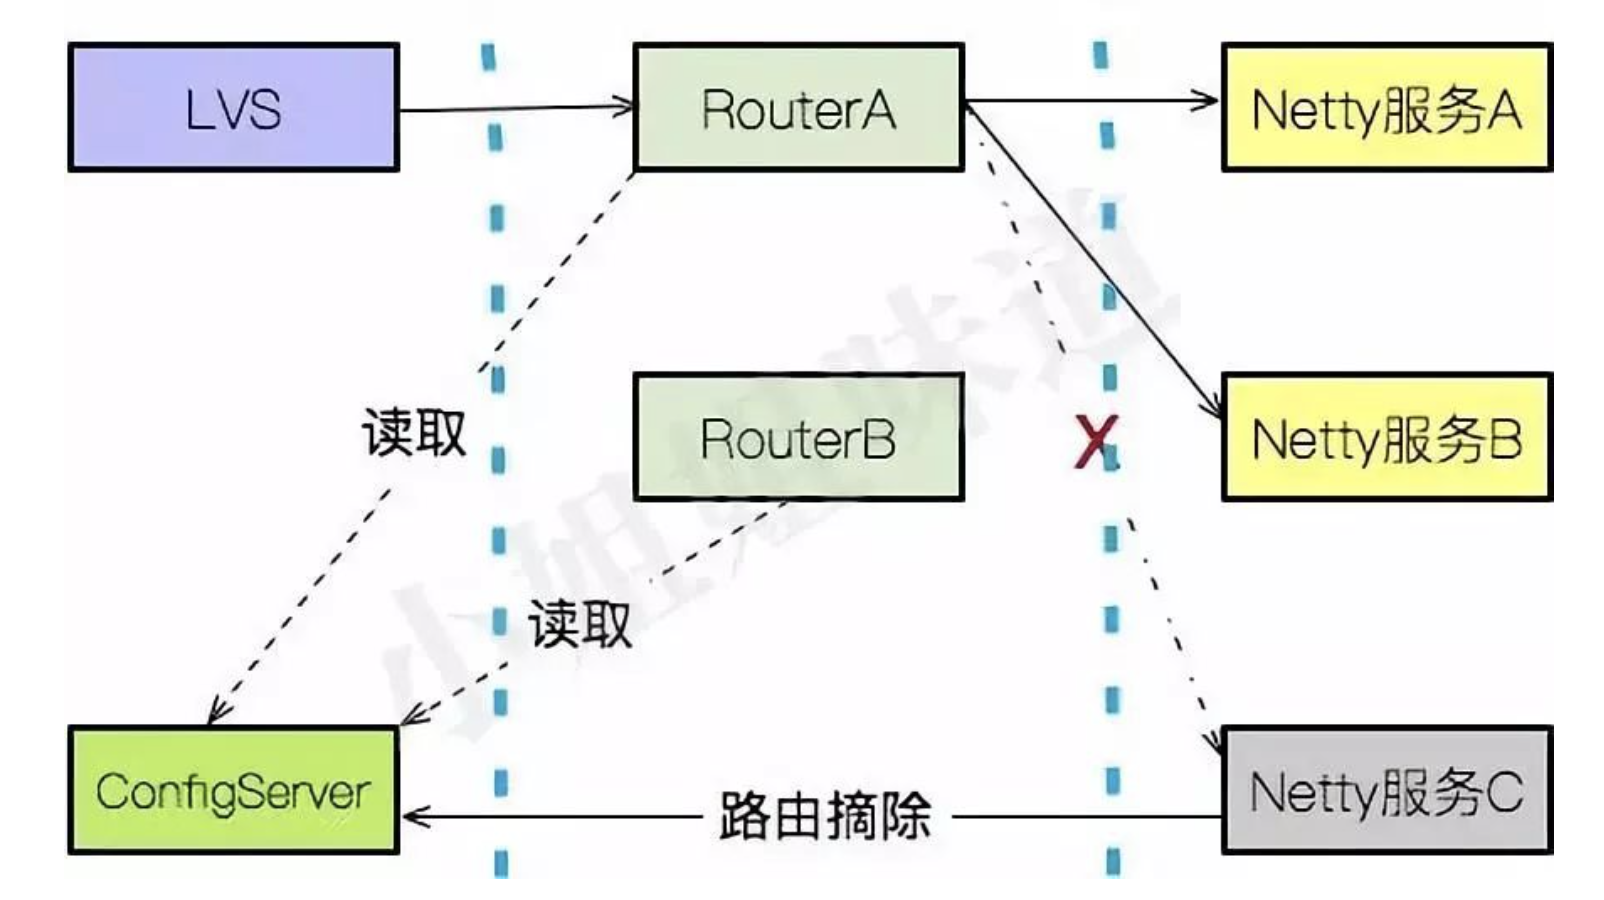 LVS
RouterA
Netty服务A
读取
RouterB
X
Netty服务B
读取
ConfigServer
路由摘除
Netty服务C
小姐姐味道